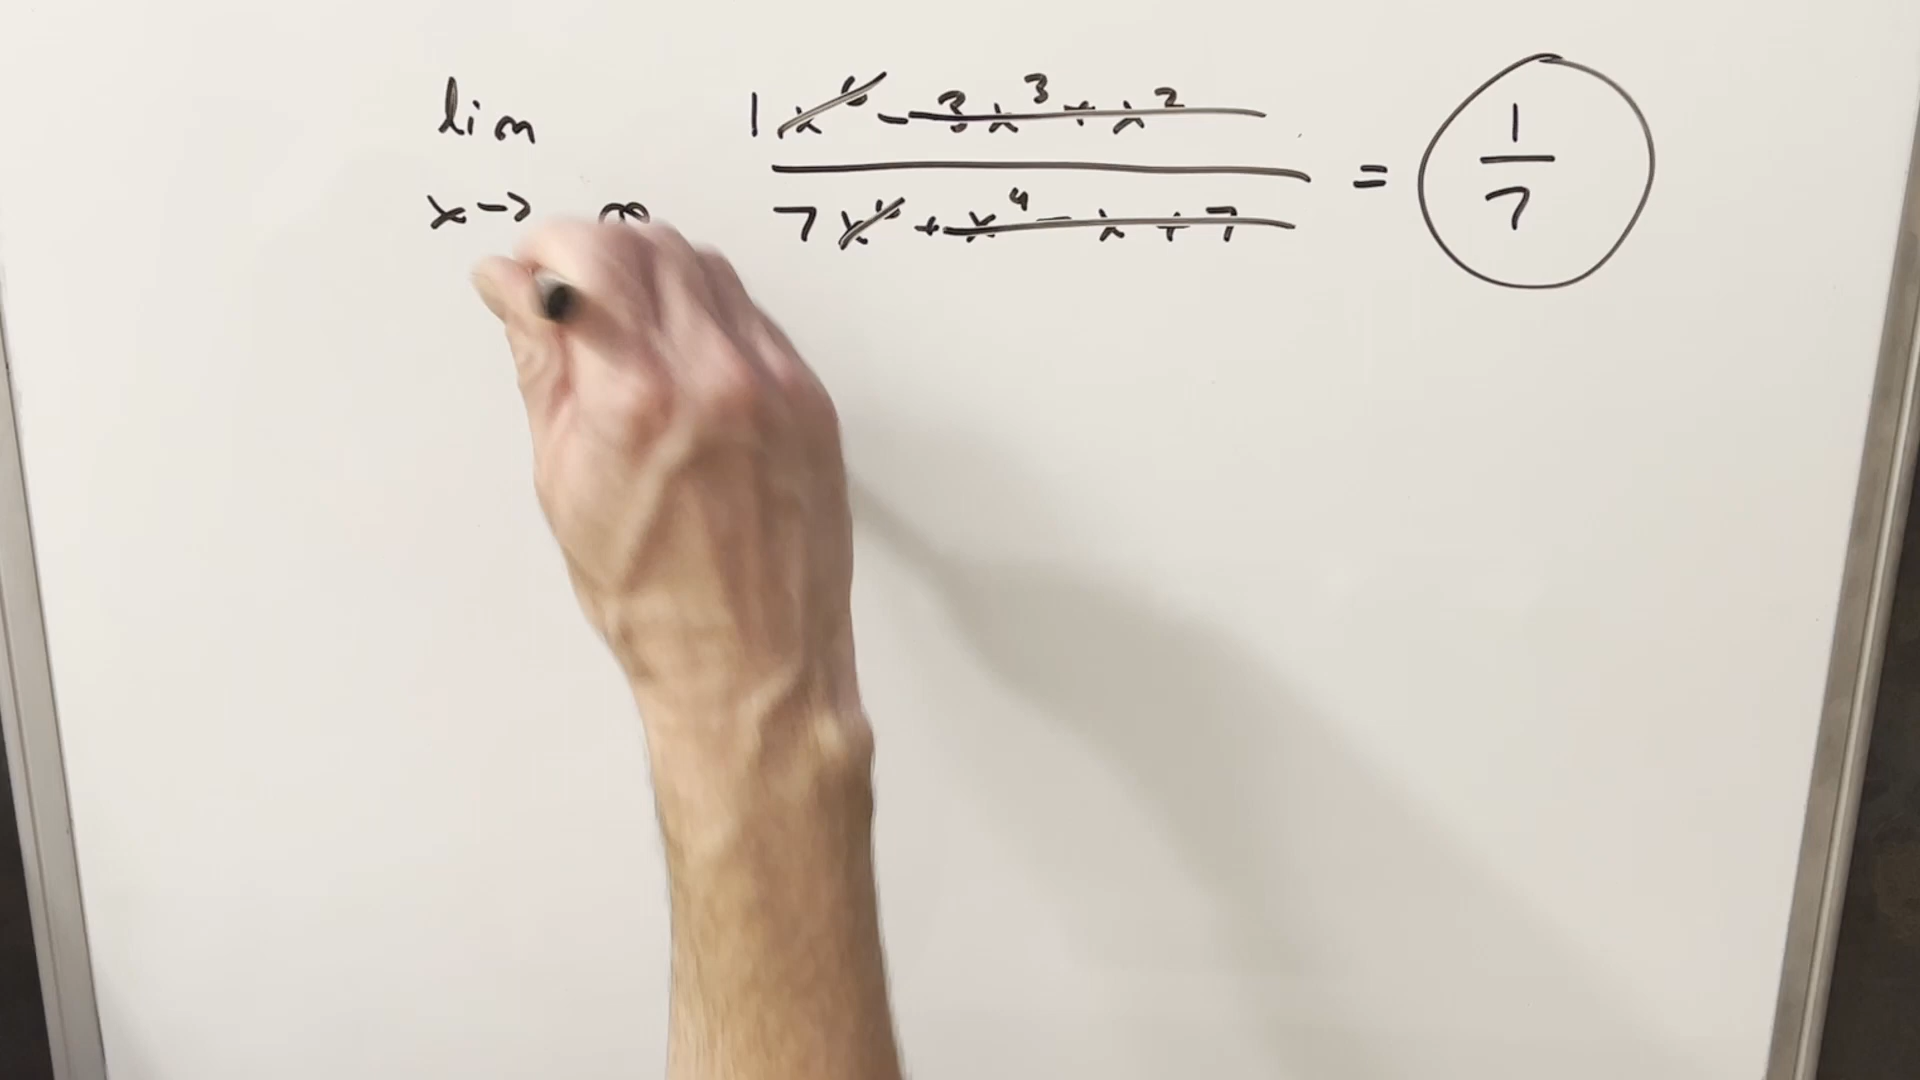 lim 1x⁶ - 3x³ + x² = 1
x -> ∞ 7x⁶ + x⁴ - x + 7 7